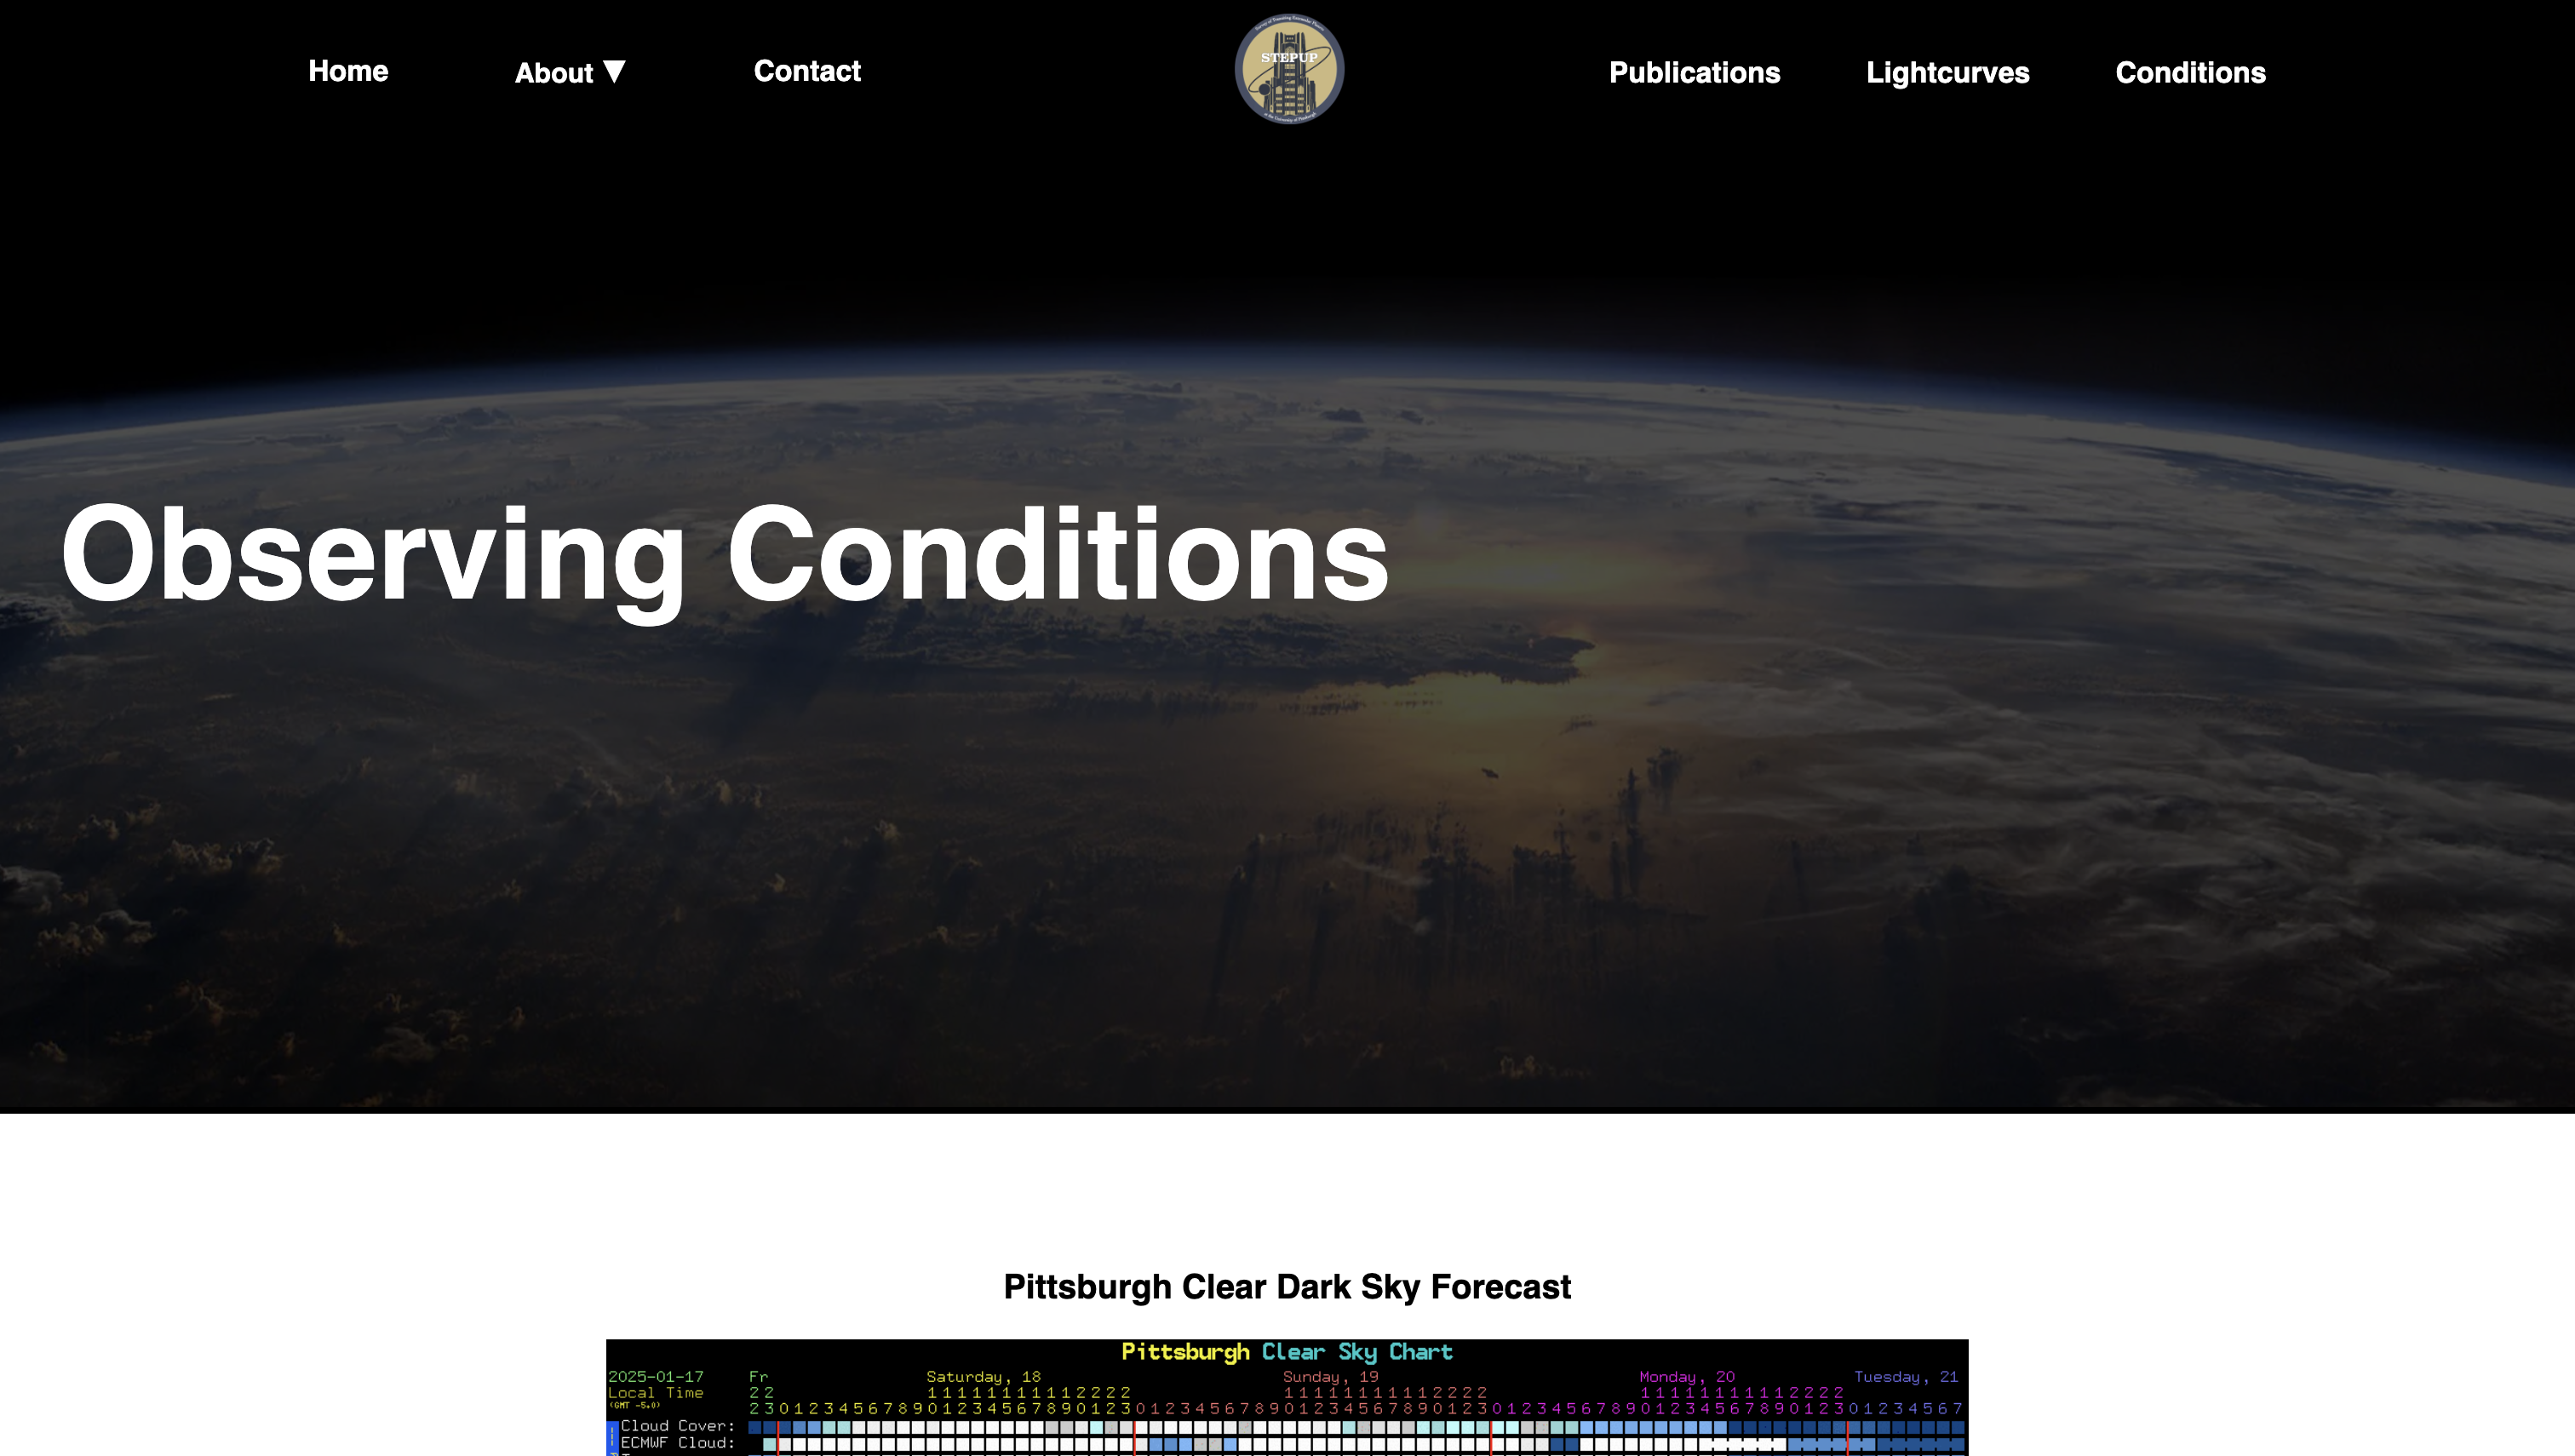 Home About ▼ Contact STEPUP Publications Lightcurves Conditions
Observing Conditions
Pittsburgh Clear Dark Sky Forecast
Pittsburgh Clear Sky Chart
2025-01-17 Fr Saturday, 18 Sunday, 19 Monday, 20 Tuesday, 21
Local Time 2 2 1 1 1 1 1 1 1 1 1 1 2 2 2 2 1 1 1 1 1 1 1 1 1 1 2 2 2 2 1 1 1 1 1 1 1 1 1 1 2 2 2 2
(GMT -5.0) 2 3 0 1 2 3 4 5 6 7 8 9 0 1 2 3 4 5 6 7 8 9 0 1 2 3 0 1 2 3 4 5 6 7 8 9 0 1 2 3 4 5 6 7 8 9 0 1 2 3 0 1 2 3 4 5 6 7 8 9 0 1 2 3 4 5 6 7 8 9 0 1 2 3 0 1 2 3 4 5 6 7
Cloud Cover:
ECMWF Cloud: